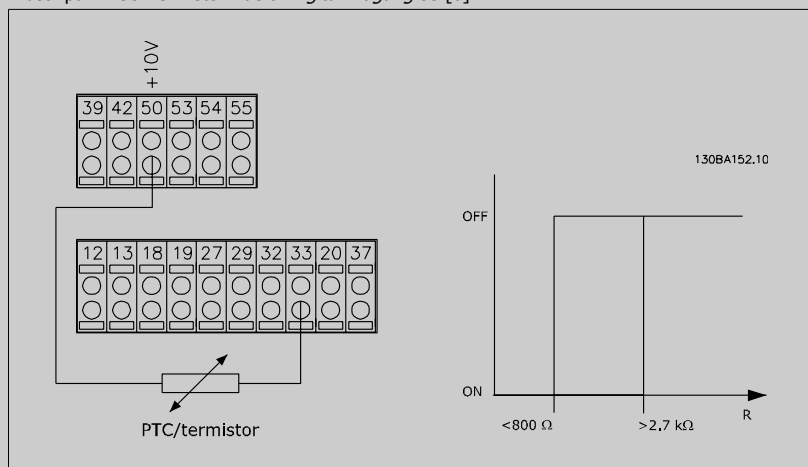 +10V
39 42 50 53 54 55
130BA152.10
OFF
12 13 18 19 27 29 32 33 20 37
ON
<800 Ω >2.7 kΩ
R
PTC/termistor